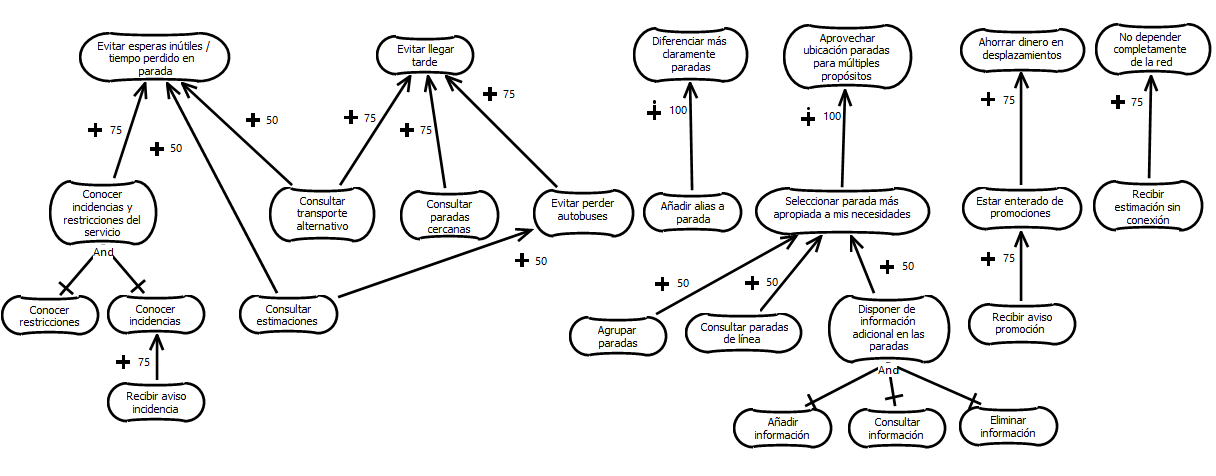 Evitar esperas inútiles /
tiempo perdido en
parada
Evitar llegar
tarde
Diferenciar más
claramente
paradas
Aprovechar
ubicación paradas
para múltiples
propósitos
Ahorrar dinero en
desplazamientos
No depender
completamente
de la red
75
50
50
75
75
75
100
100
75
75
Conocer
incidencias y
restricciones del
servicio
Consultar
transporte
alternativo
Consultar
paradas
cercanas
Evitar perder
autobuses
Añadir alias a
parada
Seleccionar parada más
apropiada a mis necesidades
Estar enterado de
promociones
Recibir
estimación sin
conexión
And
50
50
50
50
75
Conocer
restricciones
Conocer
incidencias
Consultar
estimaciones
Agrupar
paradas
Consultar paradas
de línea
Disponer de
información
adicional en las
paradas
Recibir aviso
promoción
75
And
Recibir aviso
incidencia
Añadir
información
Consultar
información
Eliminar
información